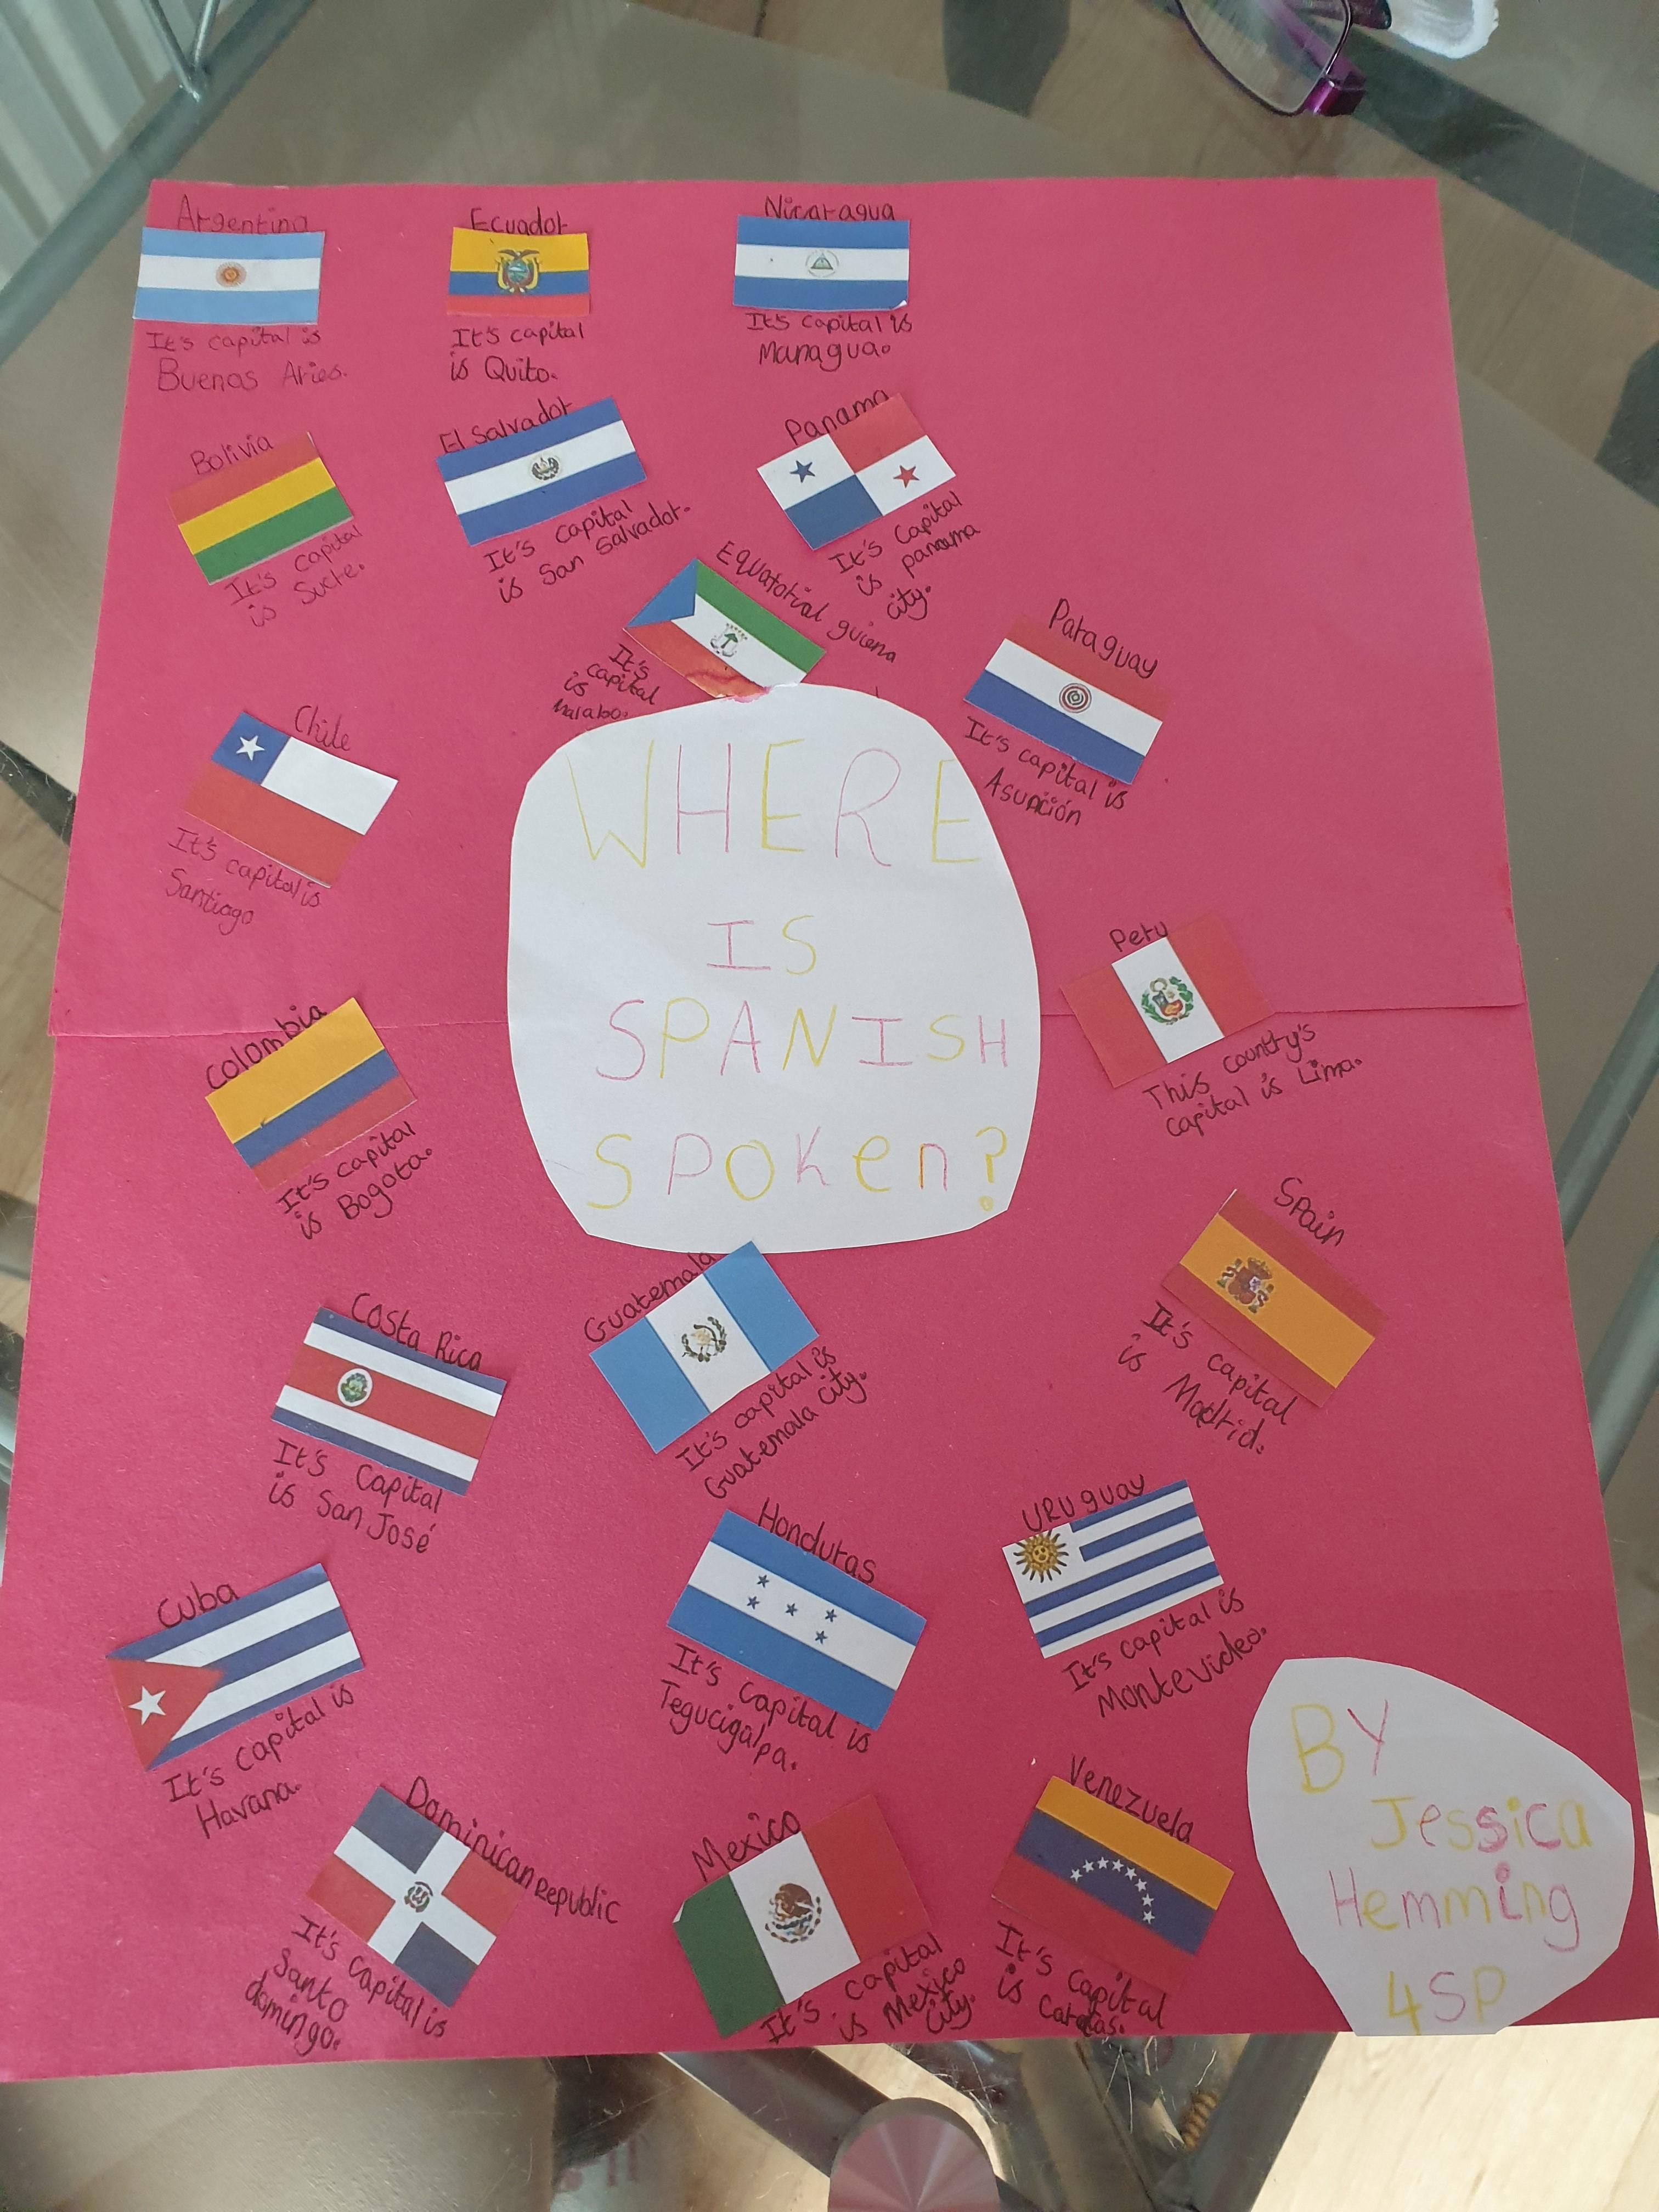 Argentina
It's capital is
Buenos Aries.
Ecuador
It's capital
is Quito.
Nicaragua
It's capital is
Managua.
Bolivia
It's capital
is Sucre.
El Salvador
It's capital
is San Salvador.
Panama
It's Capital
is panama
city.
Equatorial guiena
It's
capital
is
Malabo.
Paraguay
It's capital is
Asunción
Chile
It's capital is
Santiago
WHERE
IS
SPANISH
SPOKen?
Peru
This country's
capital is Lima.
Colombia
It's capital
is Bogota.
Spain
It's capital
is Madrid.
Costa Rica
It's Capital
is San José
Guatemala
It's capital is
Guatemala city.
Honduras
It's capital is
Tegucigalpa.
URUguay
It's capital is
Montevideo.
Cuba
It's capital is
Havana.
Dominican Republic
It's capital is
Santo
domingo.
Mexico
It's capital
is Mexico
city.
Venezuela
It's capital
is
BY
Jessica
Hemming
4SP